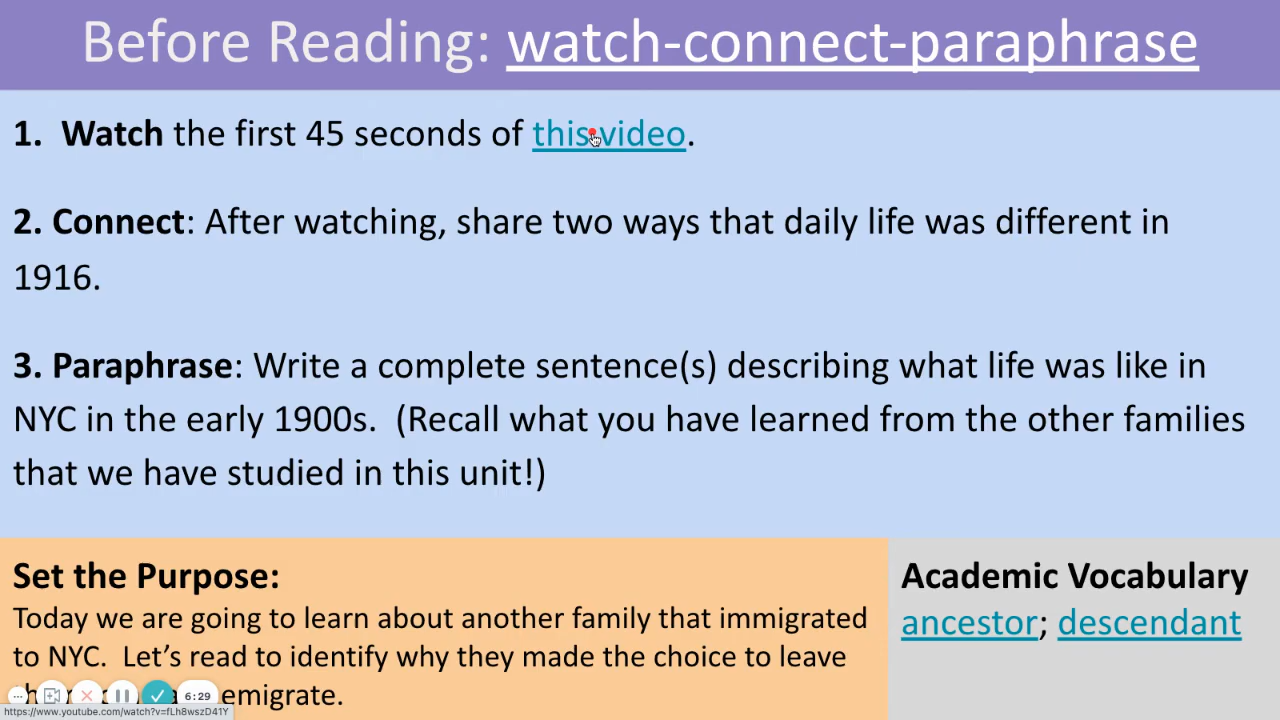 Before Reading: watch-connect-paraphrase
1. Watch the first 45 seconds of this video.
2. Connect: After watching, share two ways that daily life was different in
1916.
3. Paraphrase: Write a complete sentence(s) describing what life was like in
NYC in the early 1900s. (Recall what you have learned from the other families
that we have studied in this unit!)
Set the Purpose:
Today we are going to learn about another family that immigrated
to NYC. Let's read to identify why they made the choice to leave
emigrate.
6:29
Academic Vocabulary
ancestor; descendant
https://www.youtube.com/watch?v=fLh8wszD41Y